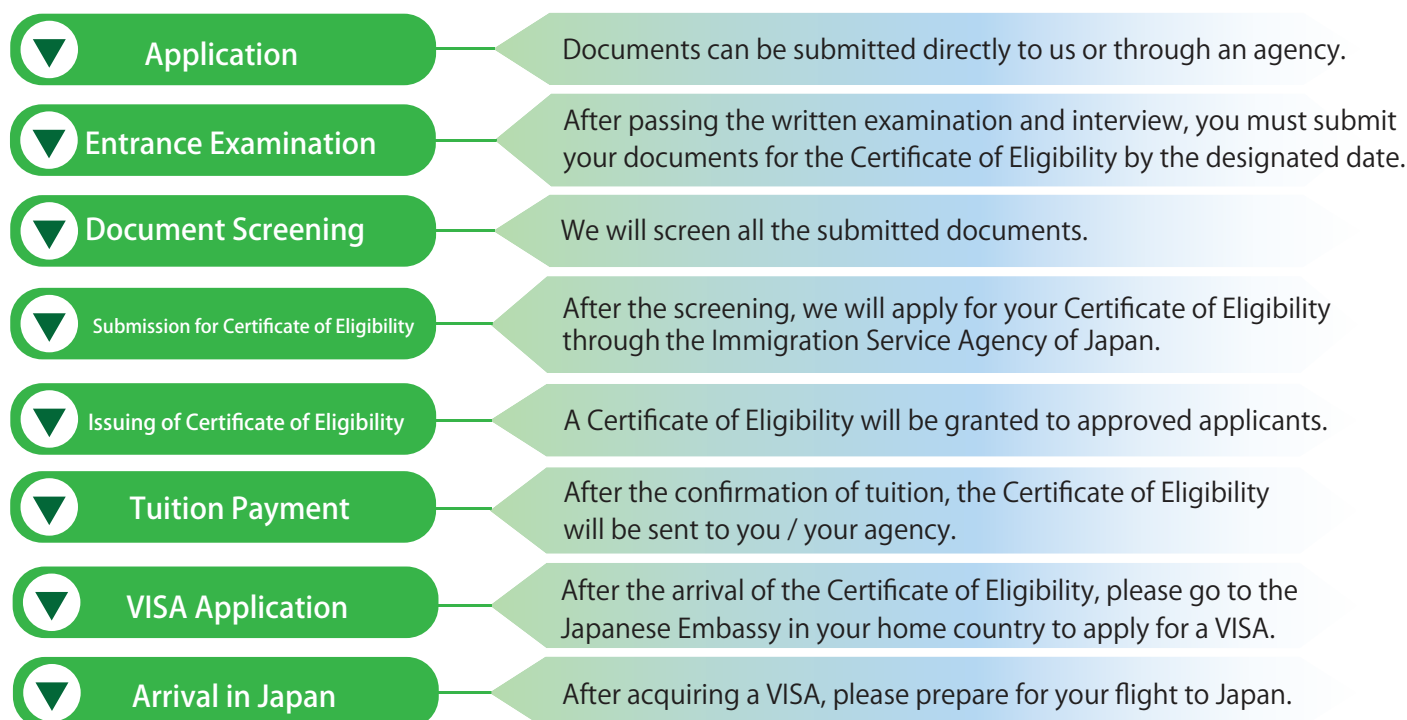 Application
Documents can be submitted directly to us or through an agency.
Entrance Examination
After passing the written examination and interview, you must submit
your documents for the Certificate of Eligibility by the designated date.
Document Screening
We will screen all the submitted documents.
Submission for Certificate of Eligibility
After the screening, we will apply for your Certificate of Eligibility
through the Immigration Service Agency of Japan.
Issuing of Certificate of Eligibility
A Certificate of Eligibility will be granted to approved applicants.
Tuition Payment
After the confirmation of tuition, the Certificate of Eligibility
will be sent to you / your agency.
VISA Application
After the arrival of the Certificate of Eligibility, please go to the
Japanese Embassy in your home country to apply for a VISA.
Arrival in Japan
After acquiring a VISA, please prepare for your flight to Japan.